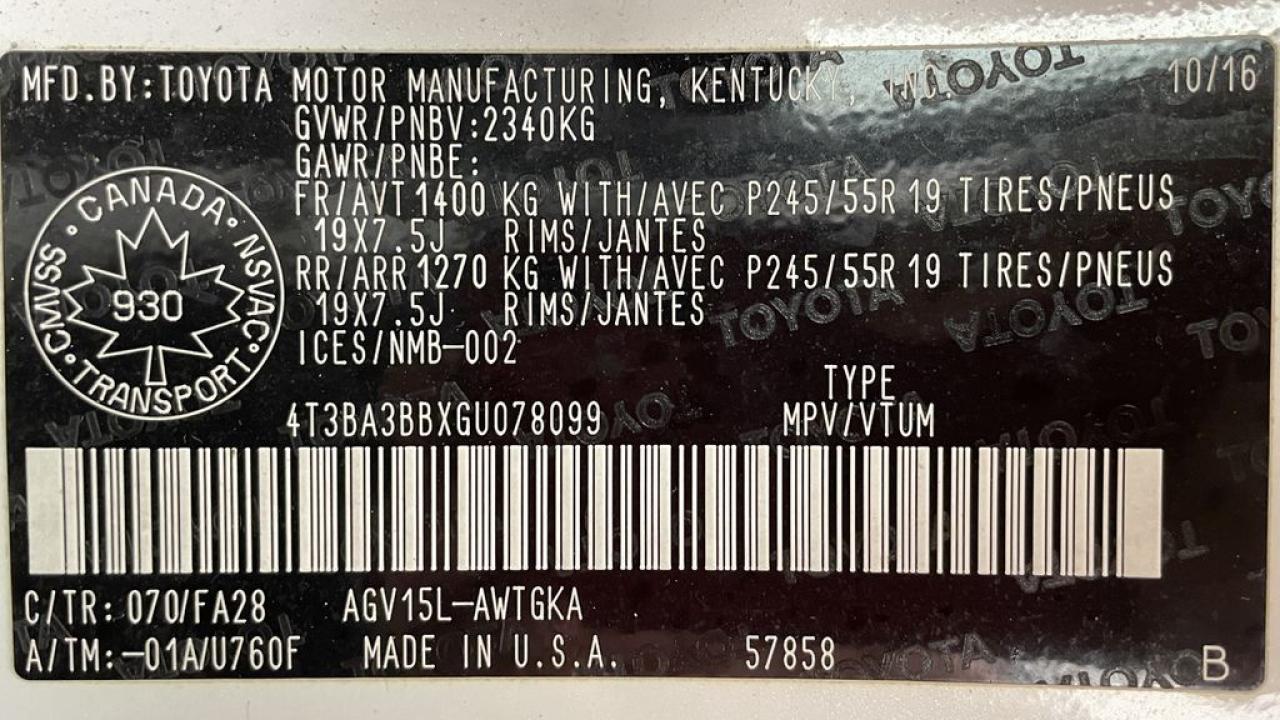 MFD.BY:TOYOTA MOTOR MANUFACTURING, KENTUCKY, INC. 10/16
GVWR/PNBV:2340KG
GAWR/PNBE:
FR/AVT 1400 KG WITH/AVEC P245/55R 19 TIRES/PNEUS
19X7.5J RIMS/JANTES
RR/ARR 1270 KG WITH/AVEC P245/55R 19 TIRES/PNEUS
19X7.5J RIMS/JANTES
ICES/NMB-002
CANADA • NSVAC • TRANSPORT • CMVSS •
930
TYPE
4T3BA3BBXGU078099 MPV/VTUM
C/TR: 070/FA28 AGV15L-AWTGKA
A/TM:-01A/U760F MADE IN U.S.A. 57858 B